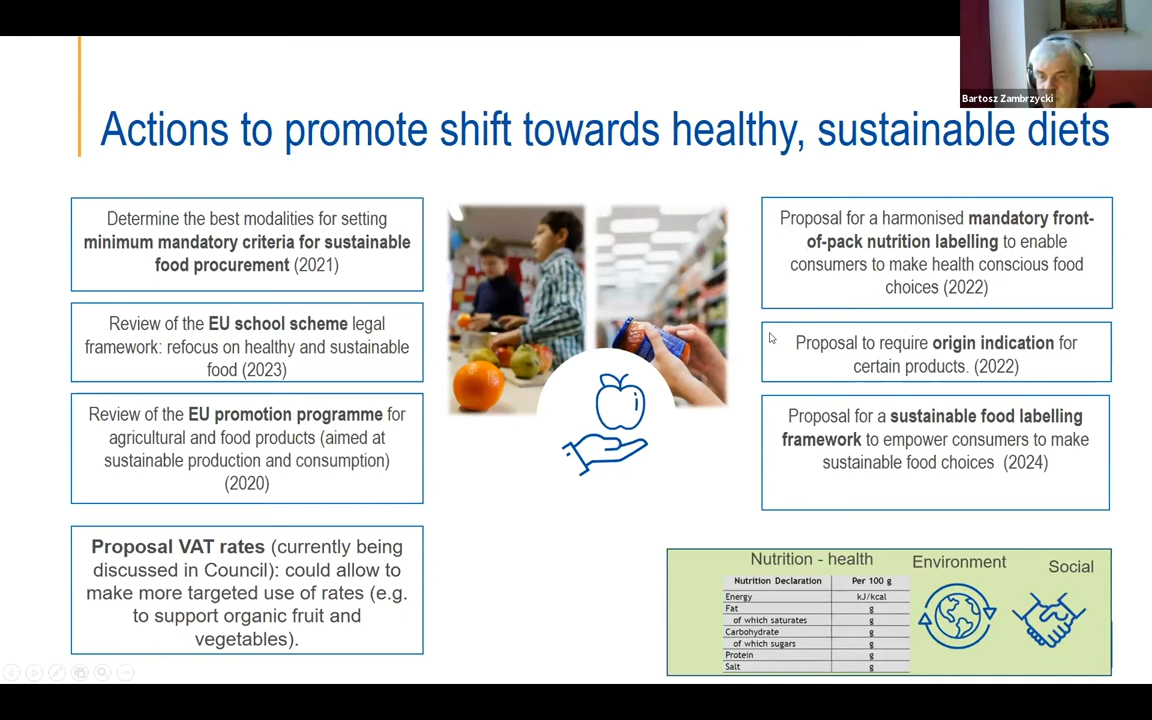 Bartosz Zambrzycki
Actions to promote shift towards healthy, sustainable diets
Determine the best modalities for setting
minimum mandatory criteria for sustainable
food procurement (2021)
Review of the EU school scheme legal
framework: refocus on healthy and sustainable
food (2023)
Review of the EU promotion programme for
agricultural and food products (aimed at
sustainable production and consumption)
(2020)
Proposal VAT rates (currently being
discussed in Council): could allow to
make more targeted use of rates (e.g.
to support organic fruit and
vegetables).
Proposal for a harmonised mandatory front-
of-pack nutrition labelling to enable
consumers to make health conscious food
choices (2022)
Proposal to require origin indication for
certain products. (2022)
Proposal for a sustainable food labelling
framework to empower consumers to make
sustainable food choices (2024)
Nutrition - health
Environment
Social
Nutrition Declaration Per 100 g
Energy kJ/kcal
Fat g
of which saturates g
Carbohydrate g
of which sugars g
Protein g
Salt g